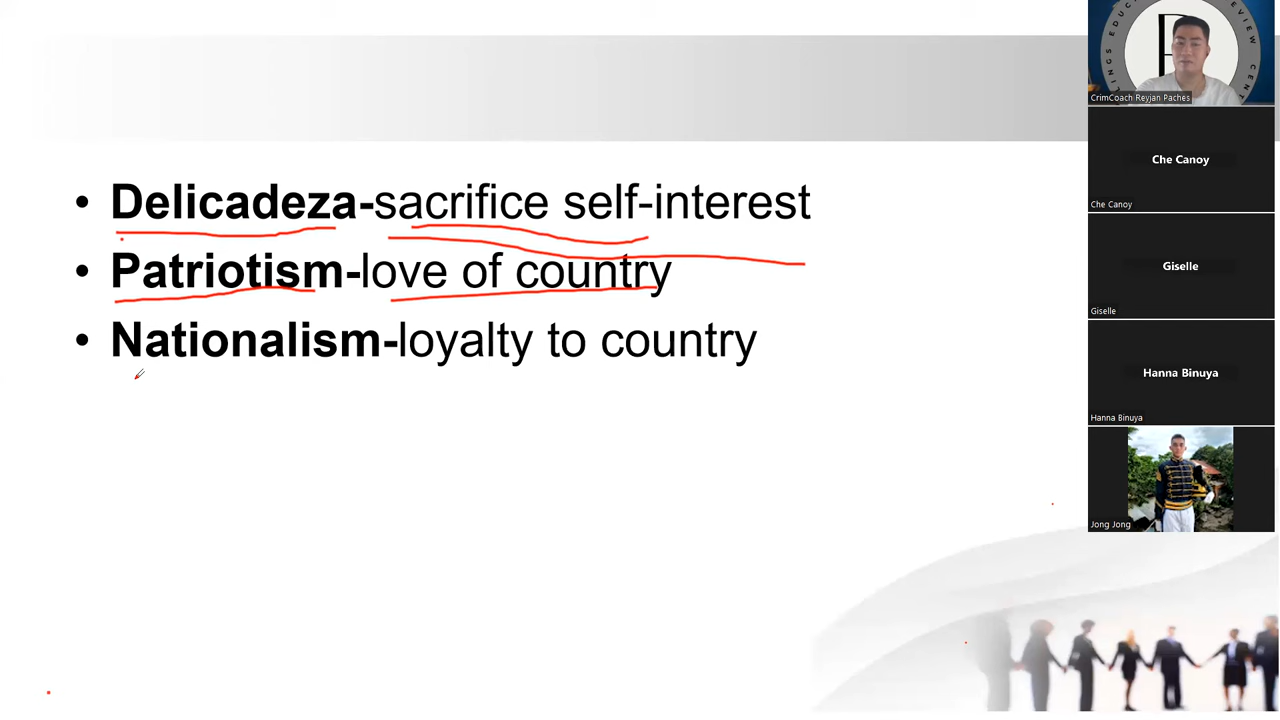 • Delicadeza-sacrifice self-interest
• Patriotism-love of country
• Nationalism-loyalty to country
CrimCoach Reyjan Paches
Che Canoy
Che Canoy
Giselle
Giselle
Hanna Binuya
Hanna Binuya
Jong Jong